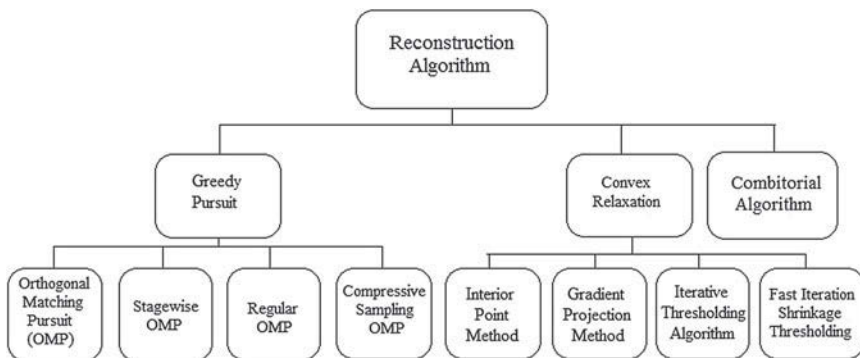 Reconstruction
Algorithm
Greedy
Pursuit
Convex
Relaxation
Combitorial
Algorithm
Orthogonal
Matching
Pursuit
(OMP)
Stagewise
OMP
Regular
OMP
Compressive
Sampling
OMP
Interior
Point
Method
Gradient
Projection
Method
Iterative
Thresholding
Algorithm
Fast Iteration
Shrinkage
Thresholding